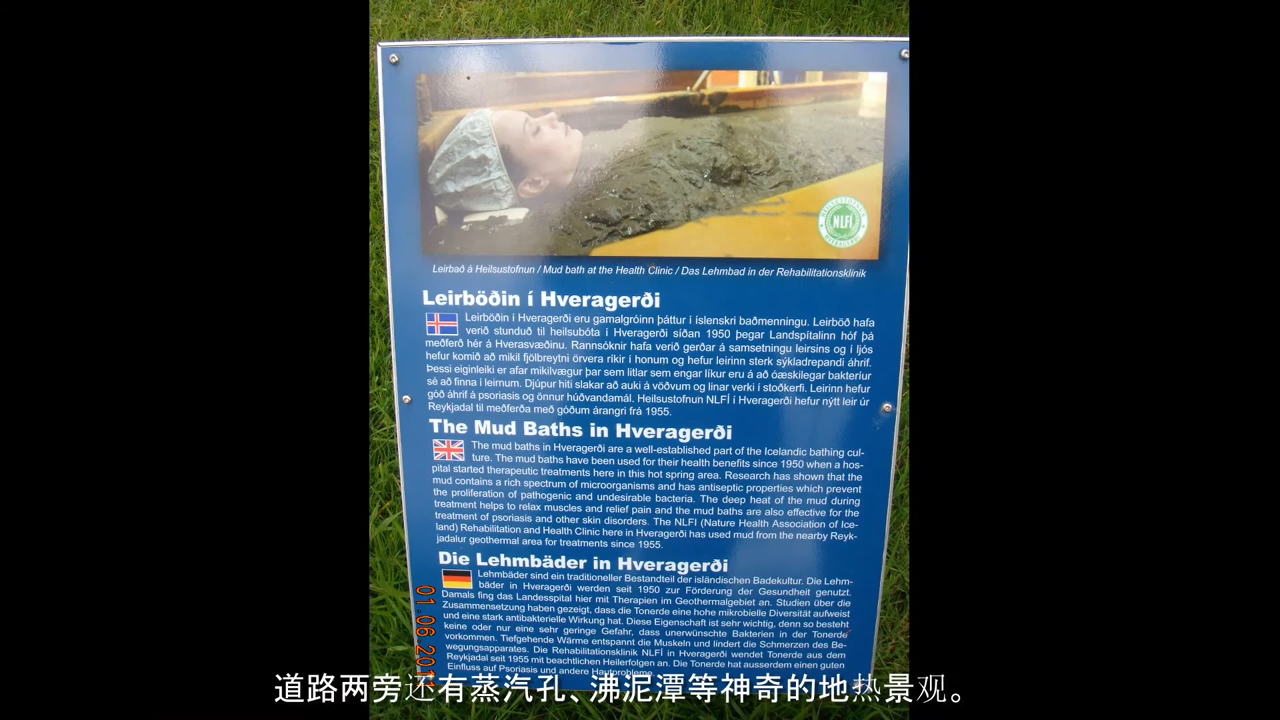 NLFÍ
Leirbað á Heilsustofnun / Mud bath at the Health Clinic / Das Lehmbad in der Rehabilitationsklinik
Leirböðin í Hveragerði
Leirböðin í Hveragerði eru gamalgróinn þáttur í íslenskri baðmenningu. Leirböð hafa
verið stunduð til heilsubóta í Hveragerði síðan 1950 þegar Landspítalinn hóf þá
meðferð hér á Hverasvæðinu. Rannsóknir hafa verið gerðar á samsetningu leirsins og í ljós
hefur komið að mikil fjölbreytni örvera ríkir í honum og hefur leirinn sterk sýkladrepandi áhrif.
Þessi eiginleiki er afar mikilvægur þar sem litlar sem engar líkur eru á að óæskilegar bakteríur
sé að finna í leirnum. Djúpur hiti slakar að auki á vöðvum og linar verki í stoðkerfi. Leirinn hefur
góð áhrif á psoriasis og önnur húðvandamál. Heilsustofnun NLFÍ í Hveragerði hefur nýtt leir úr
Reykjadal til meðferða með góðum árangri frá 1955.
The Mud Baths in Hveragerði
The mud baths in Hveragerði are a well-established part of the Icelandic bathing cul-
ture. The mud baths have been used for their health benefits since 1950 when a hos-
pital started therapeutic treatments here in this hot spring area. Research has shown that the
mud contains a rich spectrum of microorganisms and has antiseptic properties which prevent
the proliferation of pathogenic and undesirable bacteria. The deep heat of the mud during
treatment helps to relax muscles and relief pain and the mud baths are also effective for the
treatment of psoriasis and other skin disorders. The NLFI (Nature Health Association of Ice-
land) Rehabilitation and Health Clinic here in Hveragerði has used mud from the nearby Reyk-
jadalur geothermal area for treatments since 1955.
Die Lehmbäder in Hveragerði
Lehmbäder sind ein traditioneller Bestandteil der isländischen Badekultur. Die Lehm-
bäder in Hveragerði werden seit 1950 zur Förderung der Gesundheit genutzt.
Damals fing das Landesspital hier mit Therapien im Geothermalgebiet an. Studien über die
Zusammensetzung haben gezeigt, dass die Tonerde eine hohe mikrobielle Diversität aufweist
und eine stark antibakterielle Wirkung hat. Diese Eigenschaft ist sehr wichtig, denn so besteht
keine oder nur eine sehr geringe Gefahr, dass unerwünschte Bakterien in der Tonerde
vorkommen. Tiefgehende Wärme entspannt die Muskeln und lindert die Schmerzen des Be-
wegungsapparates. Die Rehabilitationsklinik NLFÍ in Hveragerði wendet Tonerde aus dem
Reykjadal seit 1955 mit beachtlichen Heilerfolgen an. Die Tonerde hat ausserdem einen guten
Einfluss auf Psoriasis und andere Hautprobleme.
01.06.201
道路两旁还有蒸汽孔、沸泥潭等神奇的地热景观。